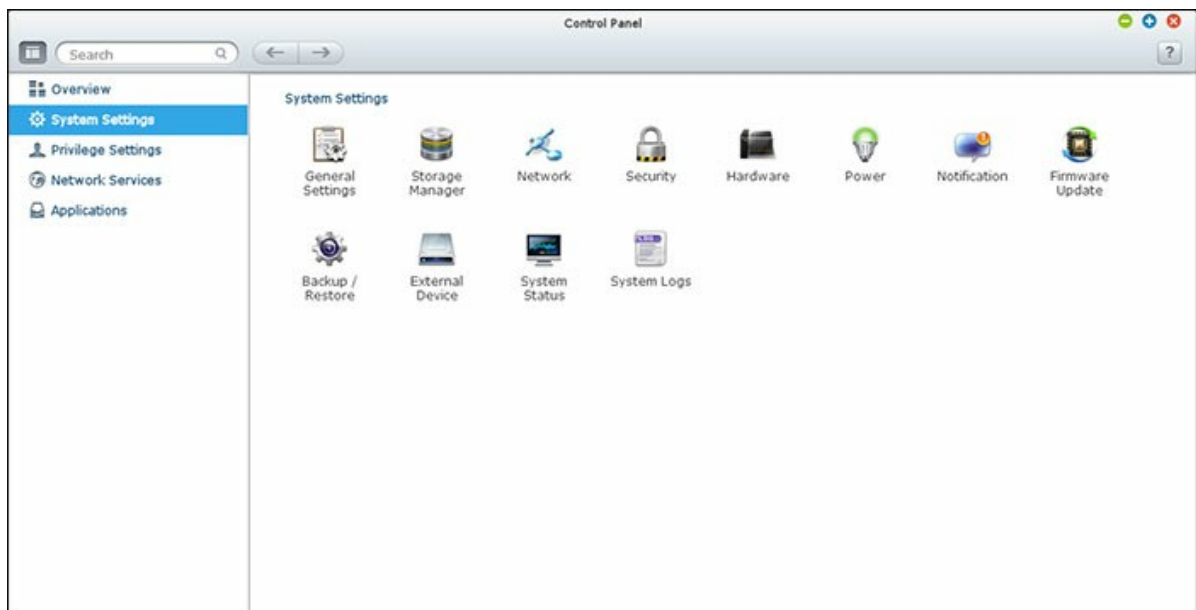 Control Panel
Search
?
Overview
System Settings
Privilege Settings
Network Services
Applications
System Settings
General
Settings
Storage
Manager
Network
Security
Hardware
Power
Notification
Firmware
Update
Backup /
Restore
External
Device
System
Status
System Logs